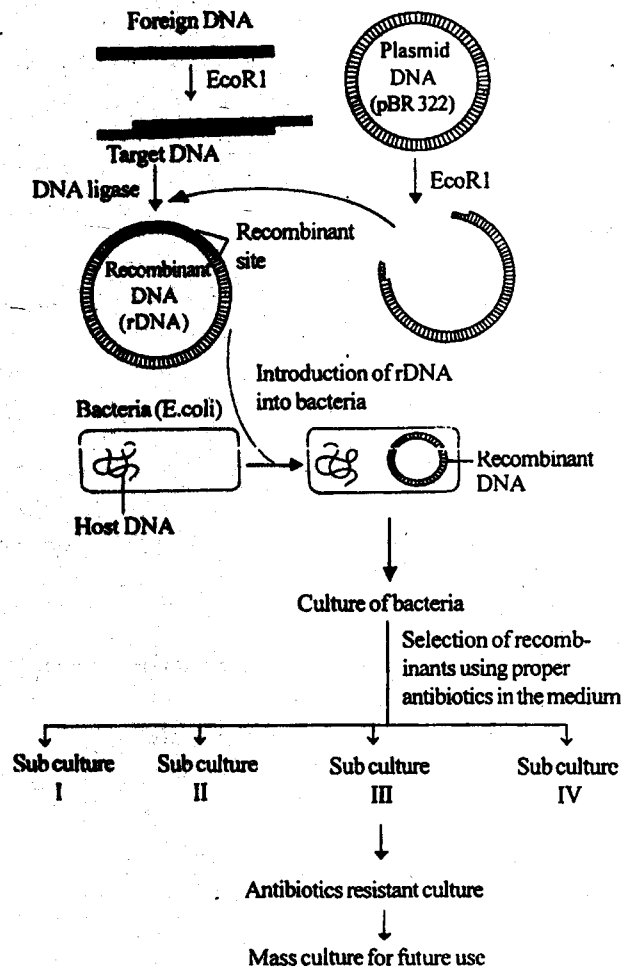 Foreign DNA
EcoR1
Target DNA
DNA ligase
Plasmid
DNA
(pBR 322)
EcoR1
Recombinant
site
Recombinant
DNA
(rDNA)
Introduction of rDNA
into bacteria
Bacteria (E.coli)
Host DNA
Recombinant
DNA
Culture of bacteria
Selection of recomb-
inants using proper
antibiotics in the medium
Sub culture
I
Sub culture
II
Sub culture
III
Sub culture
IV
Antibiotics resistant culture
Mass culture for future use